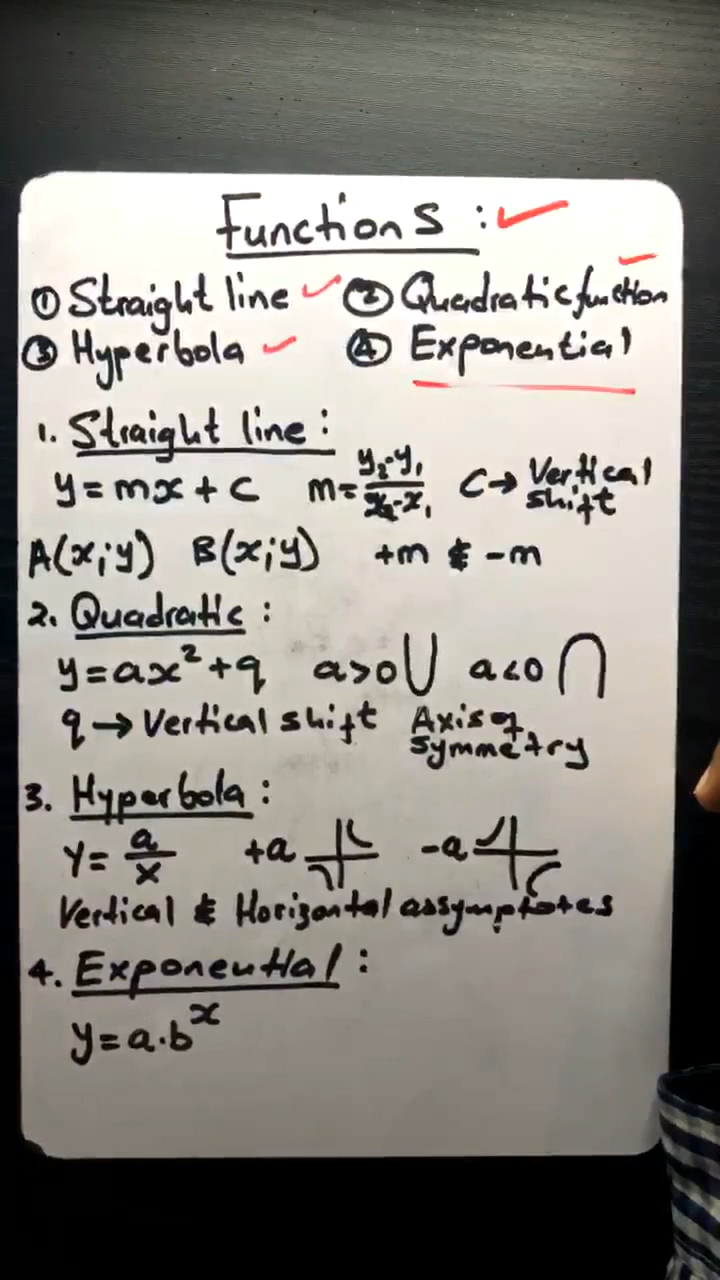 Functions :
① Straight line ② Quadratic function
③ Hyperbola ④ Exponential
1. Straight line :
y = mx + c m = y₂-y₁/x₂-x₁ C → Vertical shift
A(x;y) B(x;y) +m & -m
2. Quadratic :
y = ax² + q a>0 a<0
q → Vertical shift Axis of symmetry
3. Hyperbola :
y = a/x +a -a
Vertical & Horizontal assymptotes
4. Exponential :
y = a.b^x